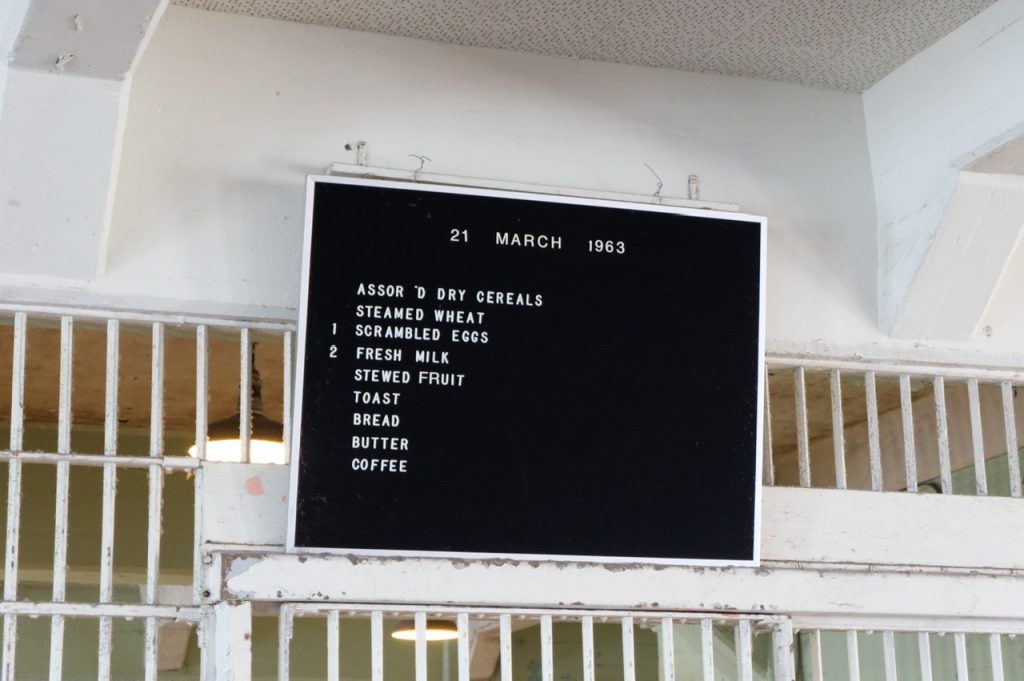 21 MARCH 1963
ASSOR'D DRY CEREALS
STEAMED WHEAT
1 SCRAMBLED EGGS
2 FRESH MILK
STEWED FRUIT
TOAST
BREAD
BUTTER
COFFEE